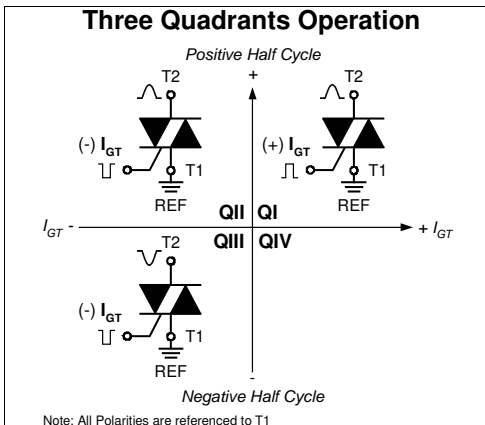 Three Quadrants Operation
Positive Half Cycle
+
T2
(-) IGT
T1
REF
T2
(+) IGT
T1
REF
QII QI
IGT -
+ IGT
QIII QIV
T2
(-) IGT
T1
REF
-
Negative Half Cycle
Note: All Polarities are referenced to T1